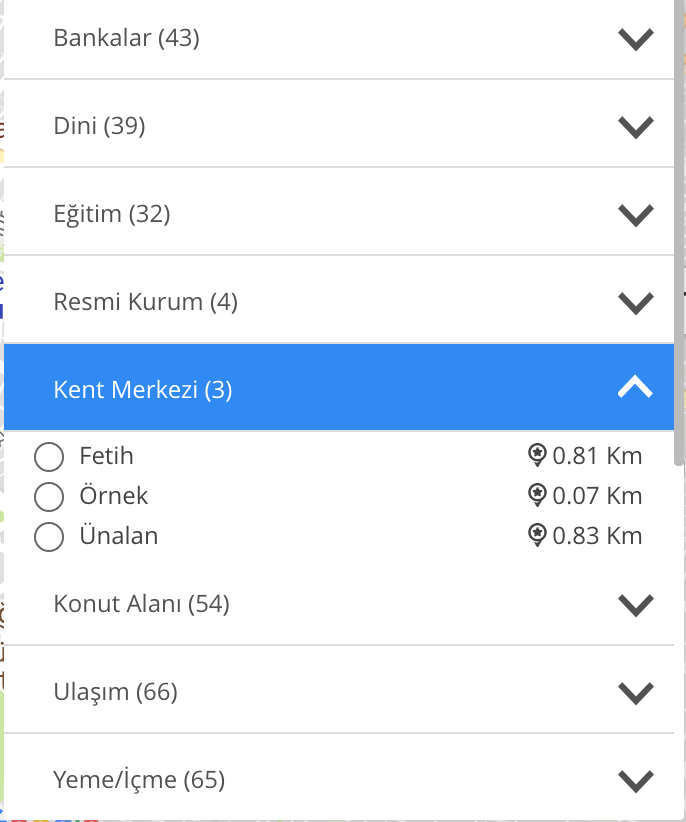 Bankalar (43)
Dini (39)
Eğitim (32)
Resmi Kurum (4)
Kent Merkezi (3)
Fetih 0.81 Km
Örnek 0.07 Km
Ünalan 0.83 Km
Konut Alanı (54)
Ulaşım (66)
Yeme/İçme (65)